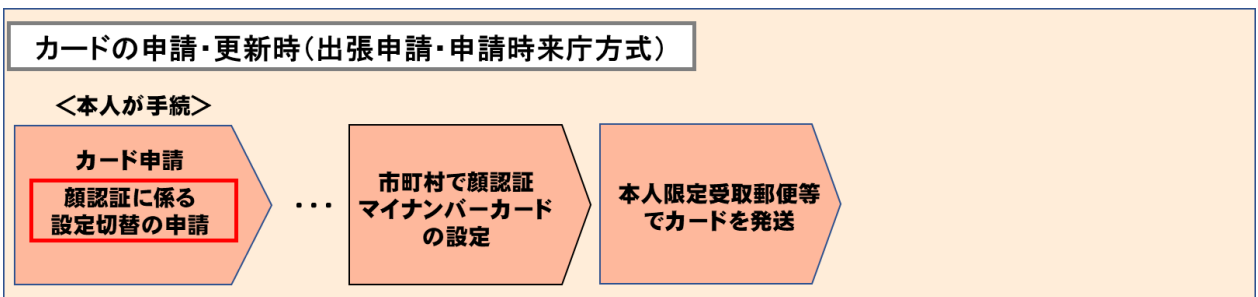 カードの申請・更新時(出張申請・申請時来庁方式)
<本人が手続>
カード申請
顔認証に係る
設定切替の申請
・・・
市町村で顔認証
マイナンバーカード
の設定
本人限定受取郵便等
でカードを発送